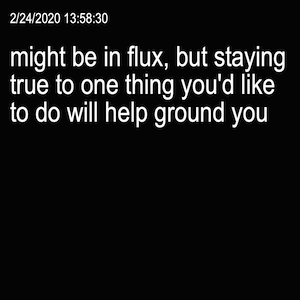 2/24/2020 13:58:30
might be in flux, but staying
true to one thing you'd like
to do will help ground you